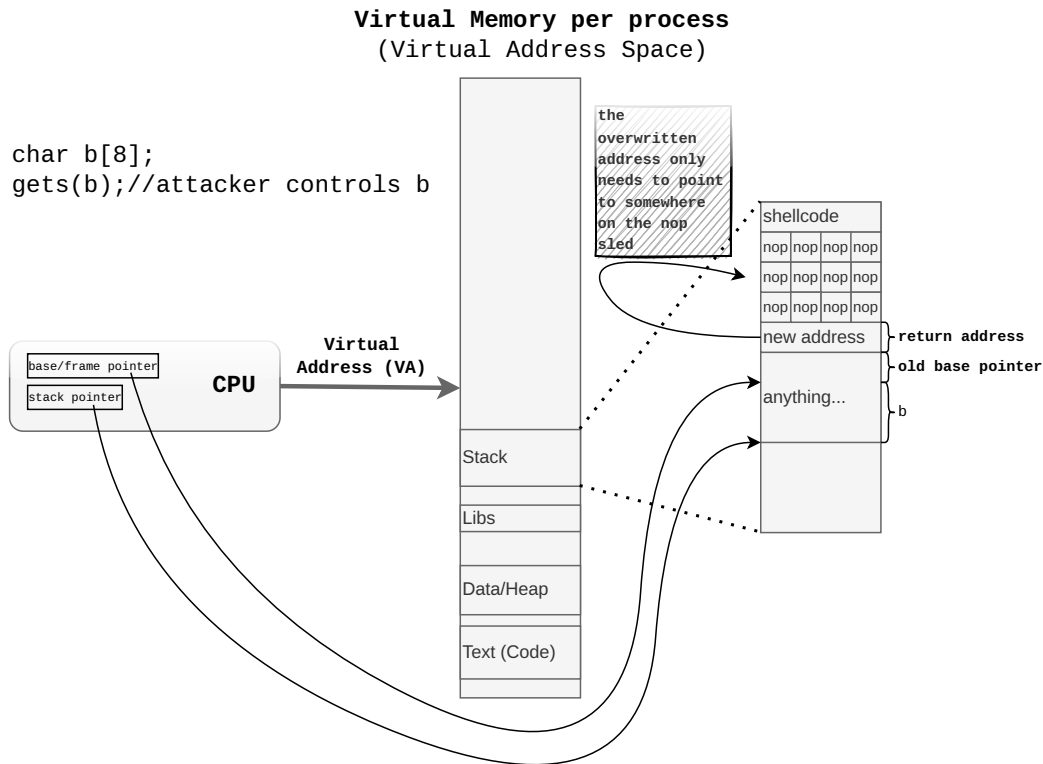 Virtual Memory per process
(Virtual Address Space)
char b[8];
gets(b);//attacker controls b
the
overwritten
address only
needs to point
to somewhere
on the nop
sled
base/frame pointer
stack pointer
CPU
Virtual
Address (VA)
Stack
Libs
Data/Heap
Text (Code)
shellcode
nop nop nop nop
nop nop nop nop
nop nop nop nop
new address
return address
old base pointer
anything...
b